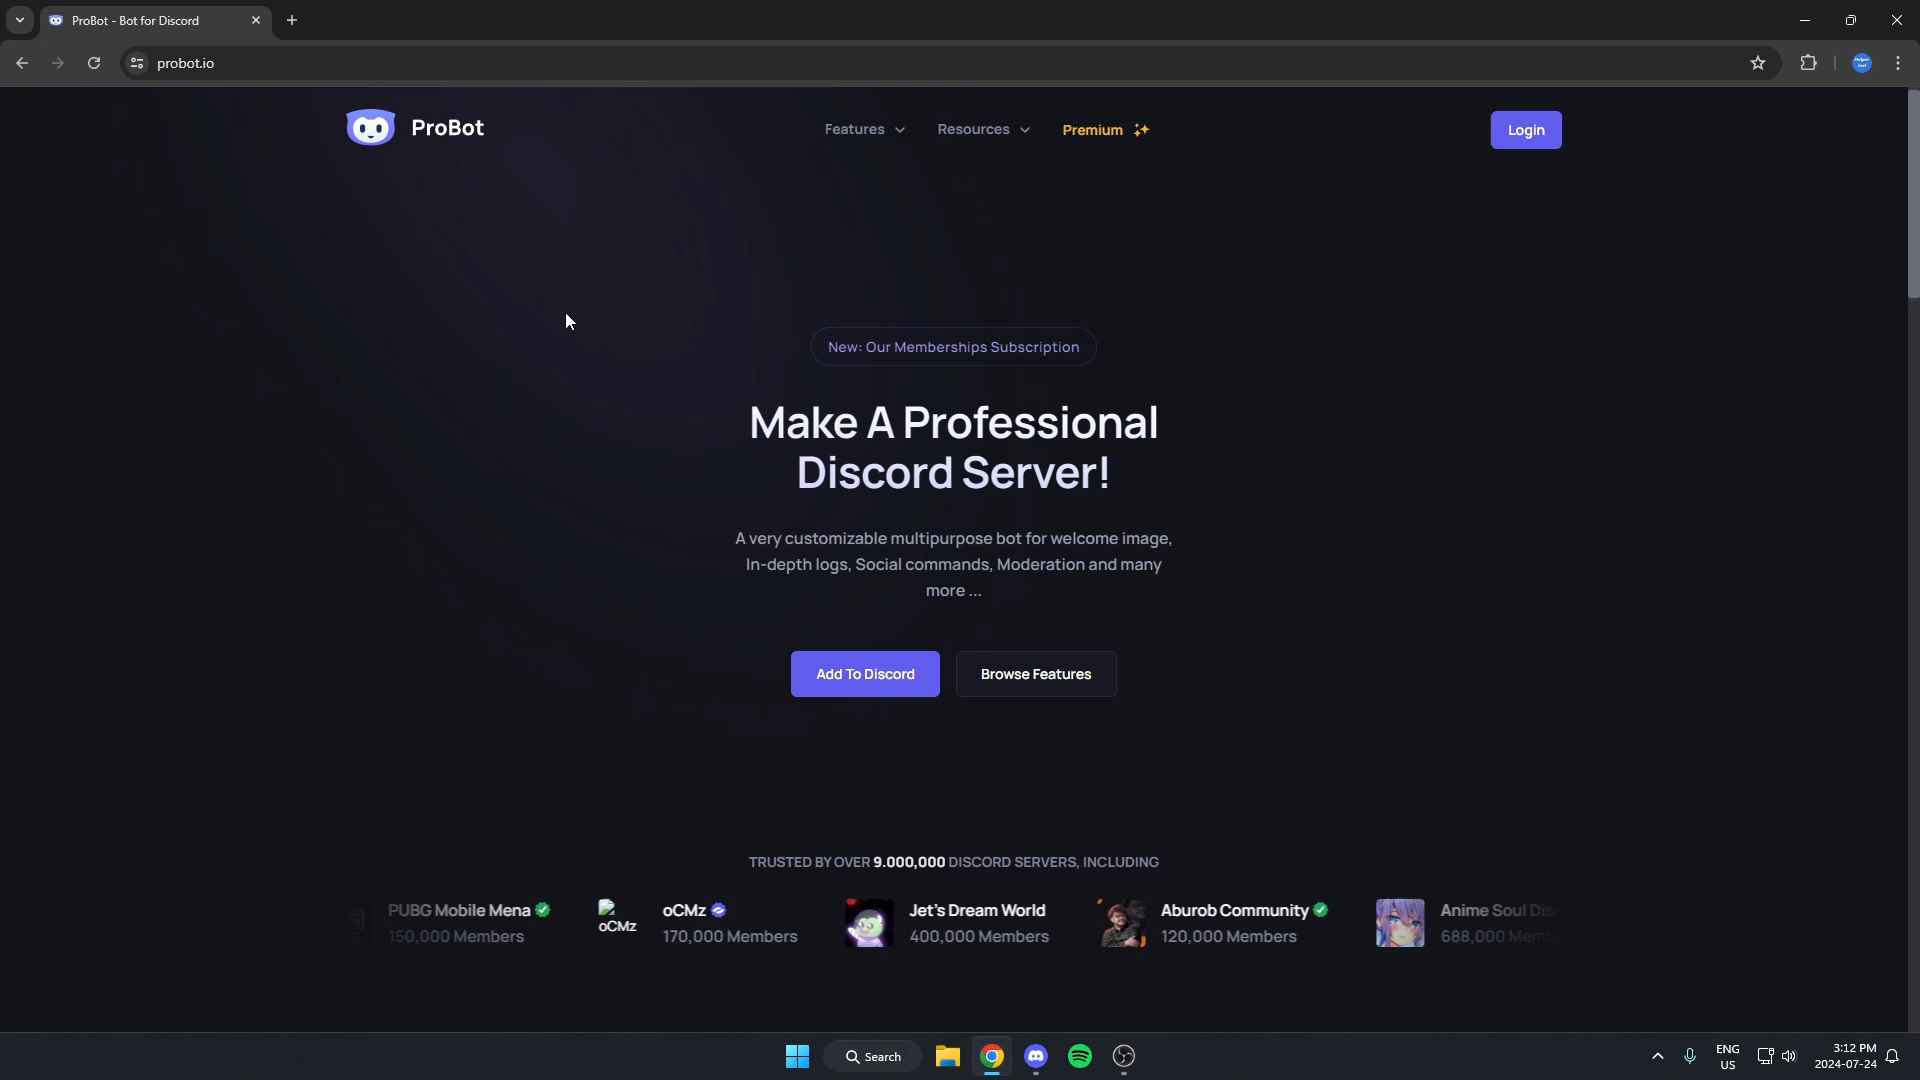 ProBot - Bot for Discord
probot.io
ProBot
Features
Resources
Premium
Login
New: Our Memberships Subscription
Make A Professional
Discord Server!
A very customizable multipurpose bot for welcome image,
In-depth logs, Social commands, Moderation and many
more ...
Add To Discord
Browse Features
TRUSTED BY OVER 9.000,000 DISCORD SERVERS, INCLUDING
PUBG Mobile Mena
150,000 Members
oCMz
oCMz
170,000 Members
Jet's Dream World
400,000 Members
Aburob Community
120,000 Members
Anime Soul
688,000
Search
ENG
US
3:12 PM
2024-07-24